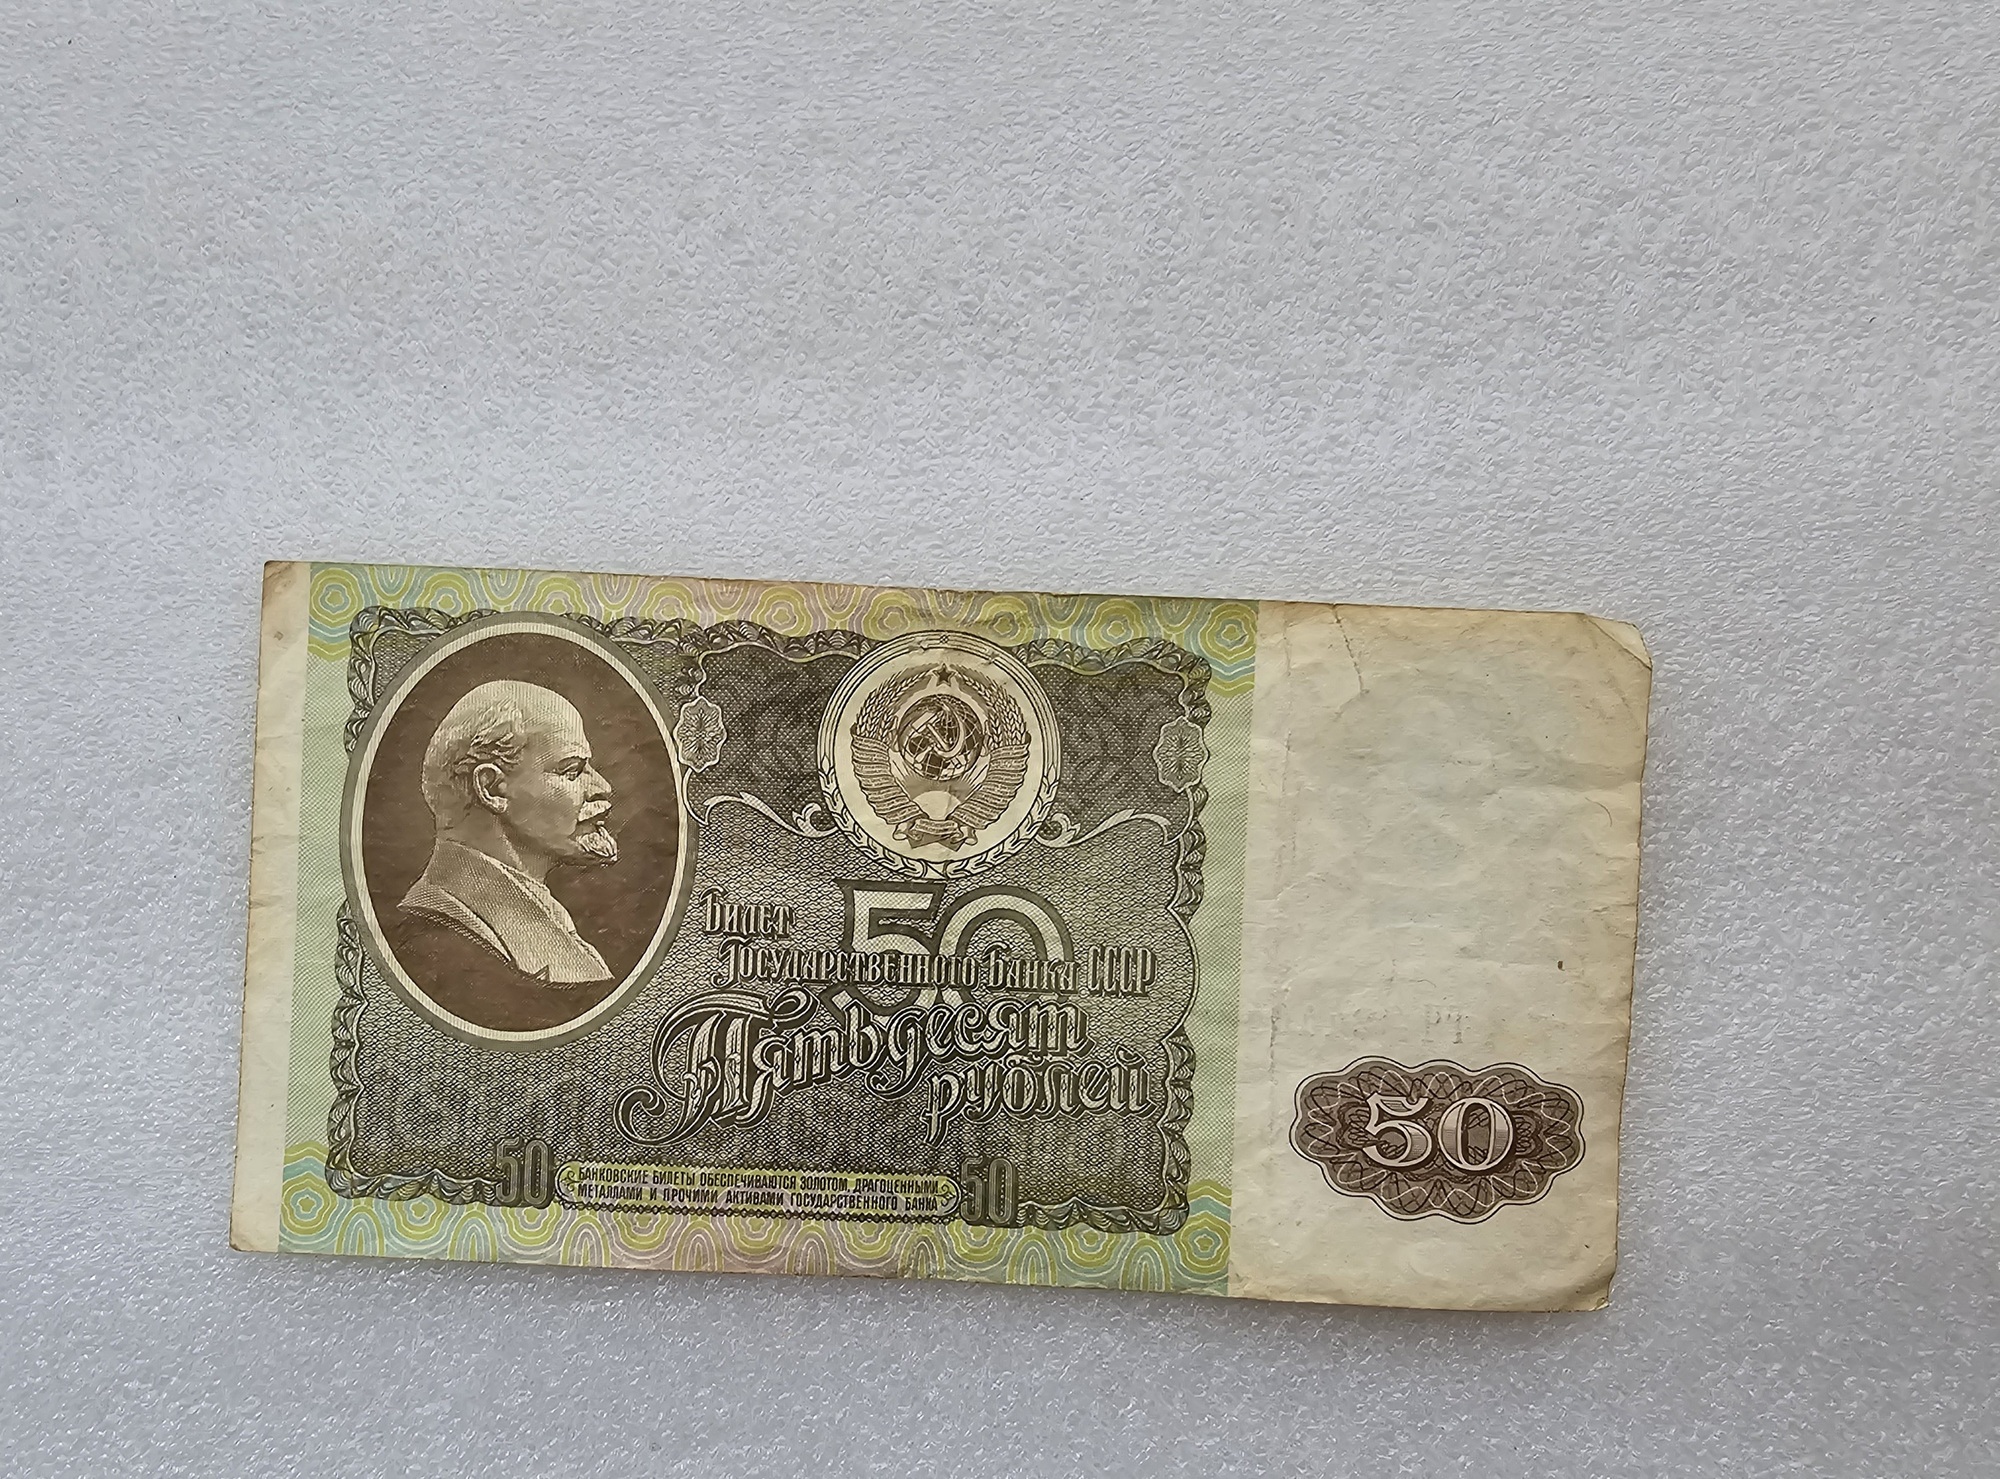 Билет
50
Государственного Банка СССР
Пятьдесят
рублей
50
50
БАНКОВСКИЕ БИЛЕТЫ ОБЕСПЕЧИВАЮТСЯ ЗОЛОТОМ, ДРАГОЦЕННЫМИ
МЕТАЛЛАМИ И ПРОЧИМИ АКТИВАМИ ГОСУДАРСТВЕННОГО БАНКА
50